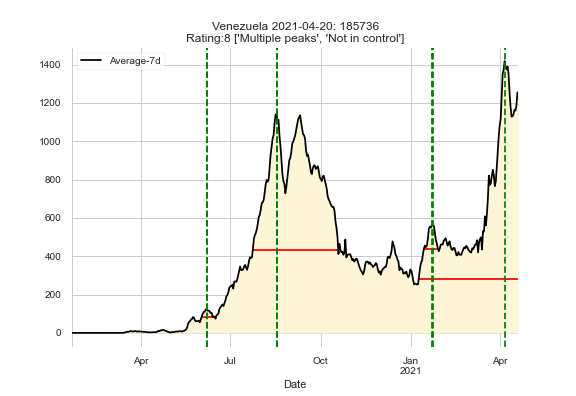 Venezuela 2021-04-20: 185736
Rating:8 ['Multiple peaks', 'Not in control']
Average-7d
1400
1200
1000
800
600
400
200
0
Apr
Jul
Oct
Jan
2021
Apr
Date